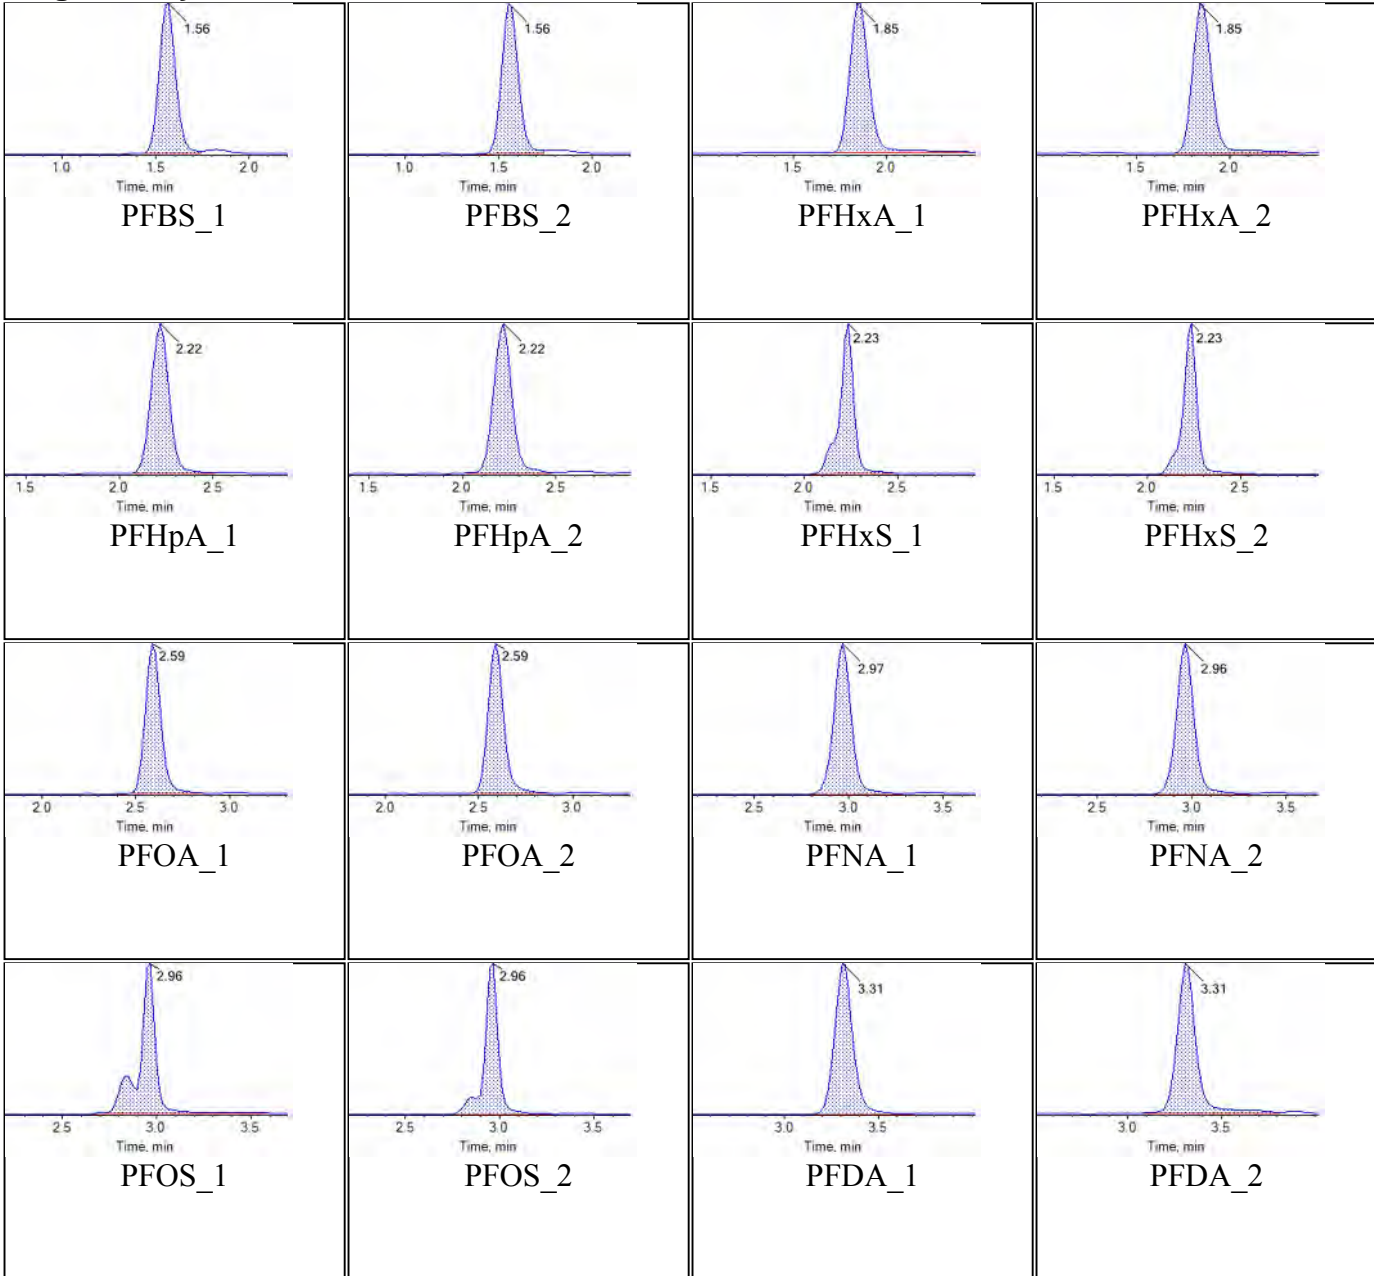 1.56 1.56 1.85 1.85
1.0 1.5 2.0 1.0 1.5 2.0 1.5 2.0 1.5 2.0
Time, min Time, min Time, min Time, min
PFBS_1 PFBS_2 PFHxA_1 PFHxA_2
2.22 2.22 2.23 2.23
1.5 2.0 2.5 1.5 2.0 2.5 1.5 2.0 2.5 1.5 2.0 2.5
Time, min Time, min Time, min Time, min
PFHpA_1 PFHpA_2 PFHxS_1 PFHxS_2
2.59 2.59 2.97 2.96
2.0 2.5 3.0 2.0 2.5 3.0 2.5 3.0 3.5 2.5 3.0 3.5
Time, min Time, min Time, min Time, min
PFOA_1 PFOA_2 PFNA_1 PFNA_2
2.96 2.96 3.31 3.31
2.5 3.0 3.5 2.5 3.0 3.5 3.0 3.5 3.0 3.5
Time, min Time, min Time, min Time, min
PFOS_1 PFOS_2 PFDA_1 PFDA_2